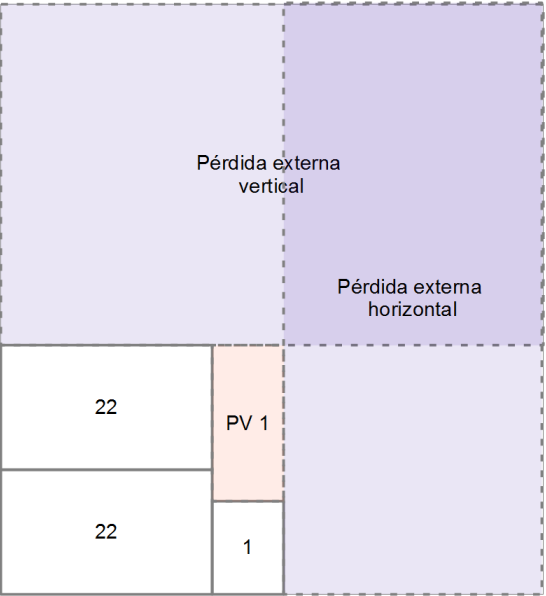 Pérdida externa
vertical
Pérdida externa
horizontal
22
PV 1
22
1